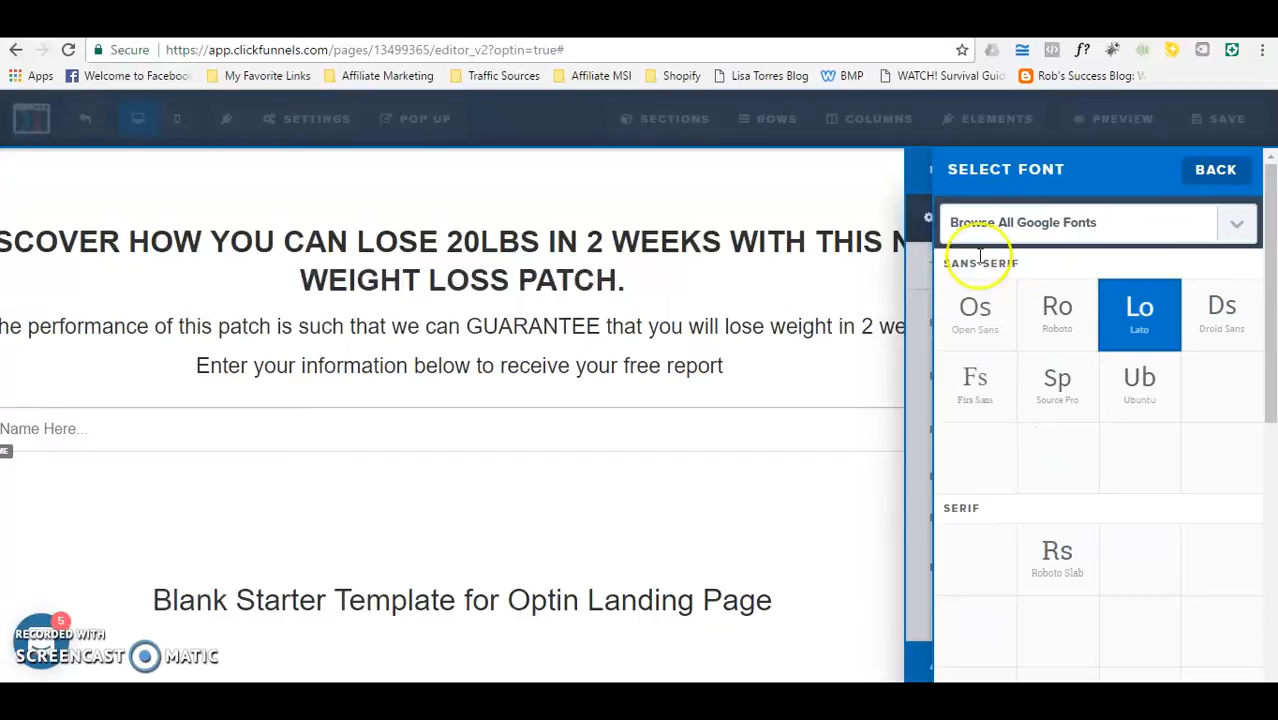 Secure
https://app.clickfunnels.com/pages/13499365/editor_v2?optin=true#
f?
Apps
Welcome to Facebook
My Favorite Links
Affiliate Marketing
Traffic Sources
Affiliate MSI
Shopify
Lisa Torres Blog
BMP
WATCH! Survival Guid
Rob's Success Blog:
SETTINGS
POP UP
SECTIONS
ROWS
COLUMNS
ELEMENTS
PREVIEW
SAVE
SELECT FONT
BACK
Browse All Google Fonts
SANS-SERIF
Os
Open Sans
Ro
Roboto
Lo
Lato
Ds
Droid Sans
Fs
Fira Sans
Sp
Source Pro
Ub
Ubuntu
SERIF
Rs
Roboto Slab
SCOVER HOW YOU CAN LOSE 20LBS IN 2 WEEKS WITH THIS N
WEIGHT LOSS PATCH.
he performance of this patch is such that we can GUARANTEE that you will lose weight in 2 we
Enter your information below to receive your free report
Name Here...
ME
Blank Starter Template for Optin Landing Page
5
RECORDED WITH
SCREENCAST MATIC